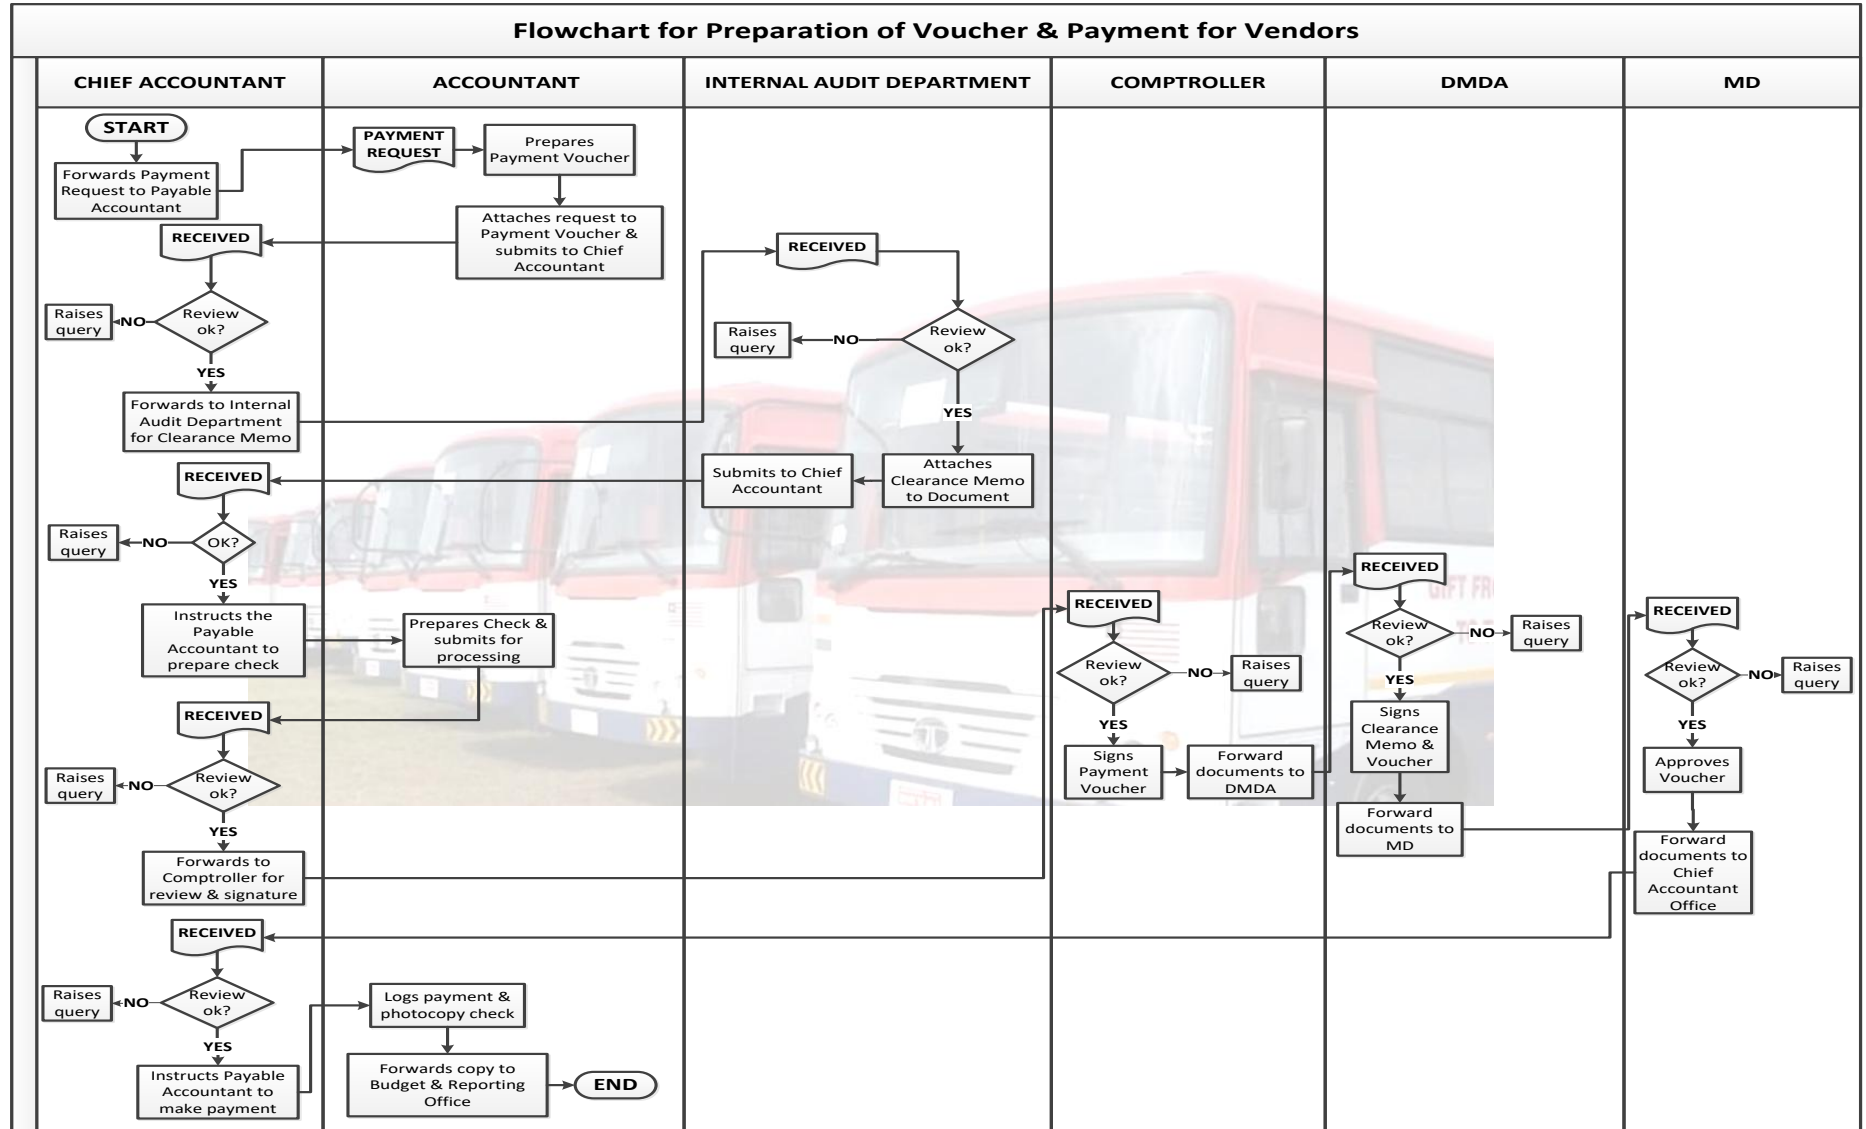 Flowchart for Preparation of Voucher & Payment for Vendors
CHIEF ACCOUNTANT
ACCOUNTANT
INTERNAL AUDIT DEPARTMENT
COMPTROLLER
DMDA
MD
START
Forwards Payment
Request to Payable
Accountant
PAYMENT
REQUEST
Prepares
Payment Voucher
Attaches request to
Payment Voucher &
submits to Chief
Accountant
RECEIVED
Review
ok?
NO
Raises
query
YES
Forwards to Internal
Audit Department
for Clearance Memo
RECEIVED
Review
ok?
NO
Raises
query
YES
Attaches
Clearance Memo
to Document
Submits to Chief
Accountant
RECEIVED
OK?
NO
Raises
query
YES
Instructs the
Payable
Accountant to
prepare check
Prepares Check &
submits for
processing
RECEIVED
Review
ok?
NO
Raises
query
YES
Forwards to
Comptroller for
review & signature
RECEIVED
Review
ok?
NO
Raises
query
YES
Signs
Payment
Voucher
Forward
documents to
DMDA
RECEIVED
Review
ok?
NO
Raises
query
YES
Signs
Clearance
Memo &
Voucher
Forward
documents to
MD
RECEIVED
Review
ok?
NO
Raises
query
YES
Approves
Voucher
Forward
documents to
Chief
Accountant
Office
RECEIVED
Review
ok?
NO
Raises
query
YES
Instructs Payable
Accountant to
make payment
Logs payment &
photocopy check
Forwards copy to
Budget & Reporting
Office
END
GIFT
TO